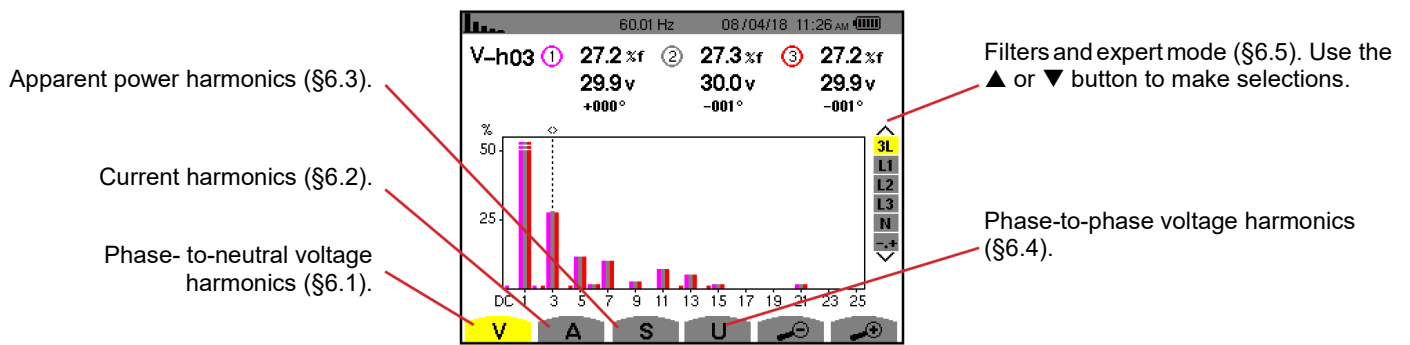 60.01 Hz 08/04/18 11:26 AM
V-h03 1 27.2 %f 2 27.3 %f 3 27.2 %f
29.9 v 30.0 v 29.9 v
+000° -001° -001°
Apparent power harmonics (§6.3).
Current harmonics (§6.2).
Phase- to-neutral voltage
harmonics (§6.1).
%
50
25
DC 1 3 5 7 9 11 13 15 17 19 21 23 25
3L
L1
L2
L3
N
-.+
V A S U
Filters and expert mode (§6.5). Use the
▲ or ▼ button to make selections.
Phase-to-phase voltage harmonics
(§6.4).